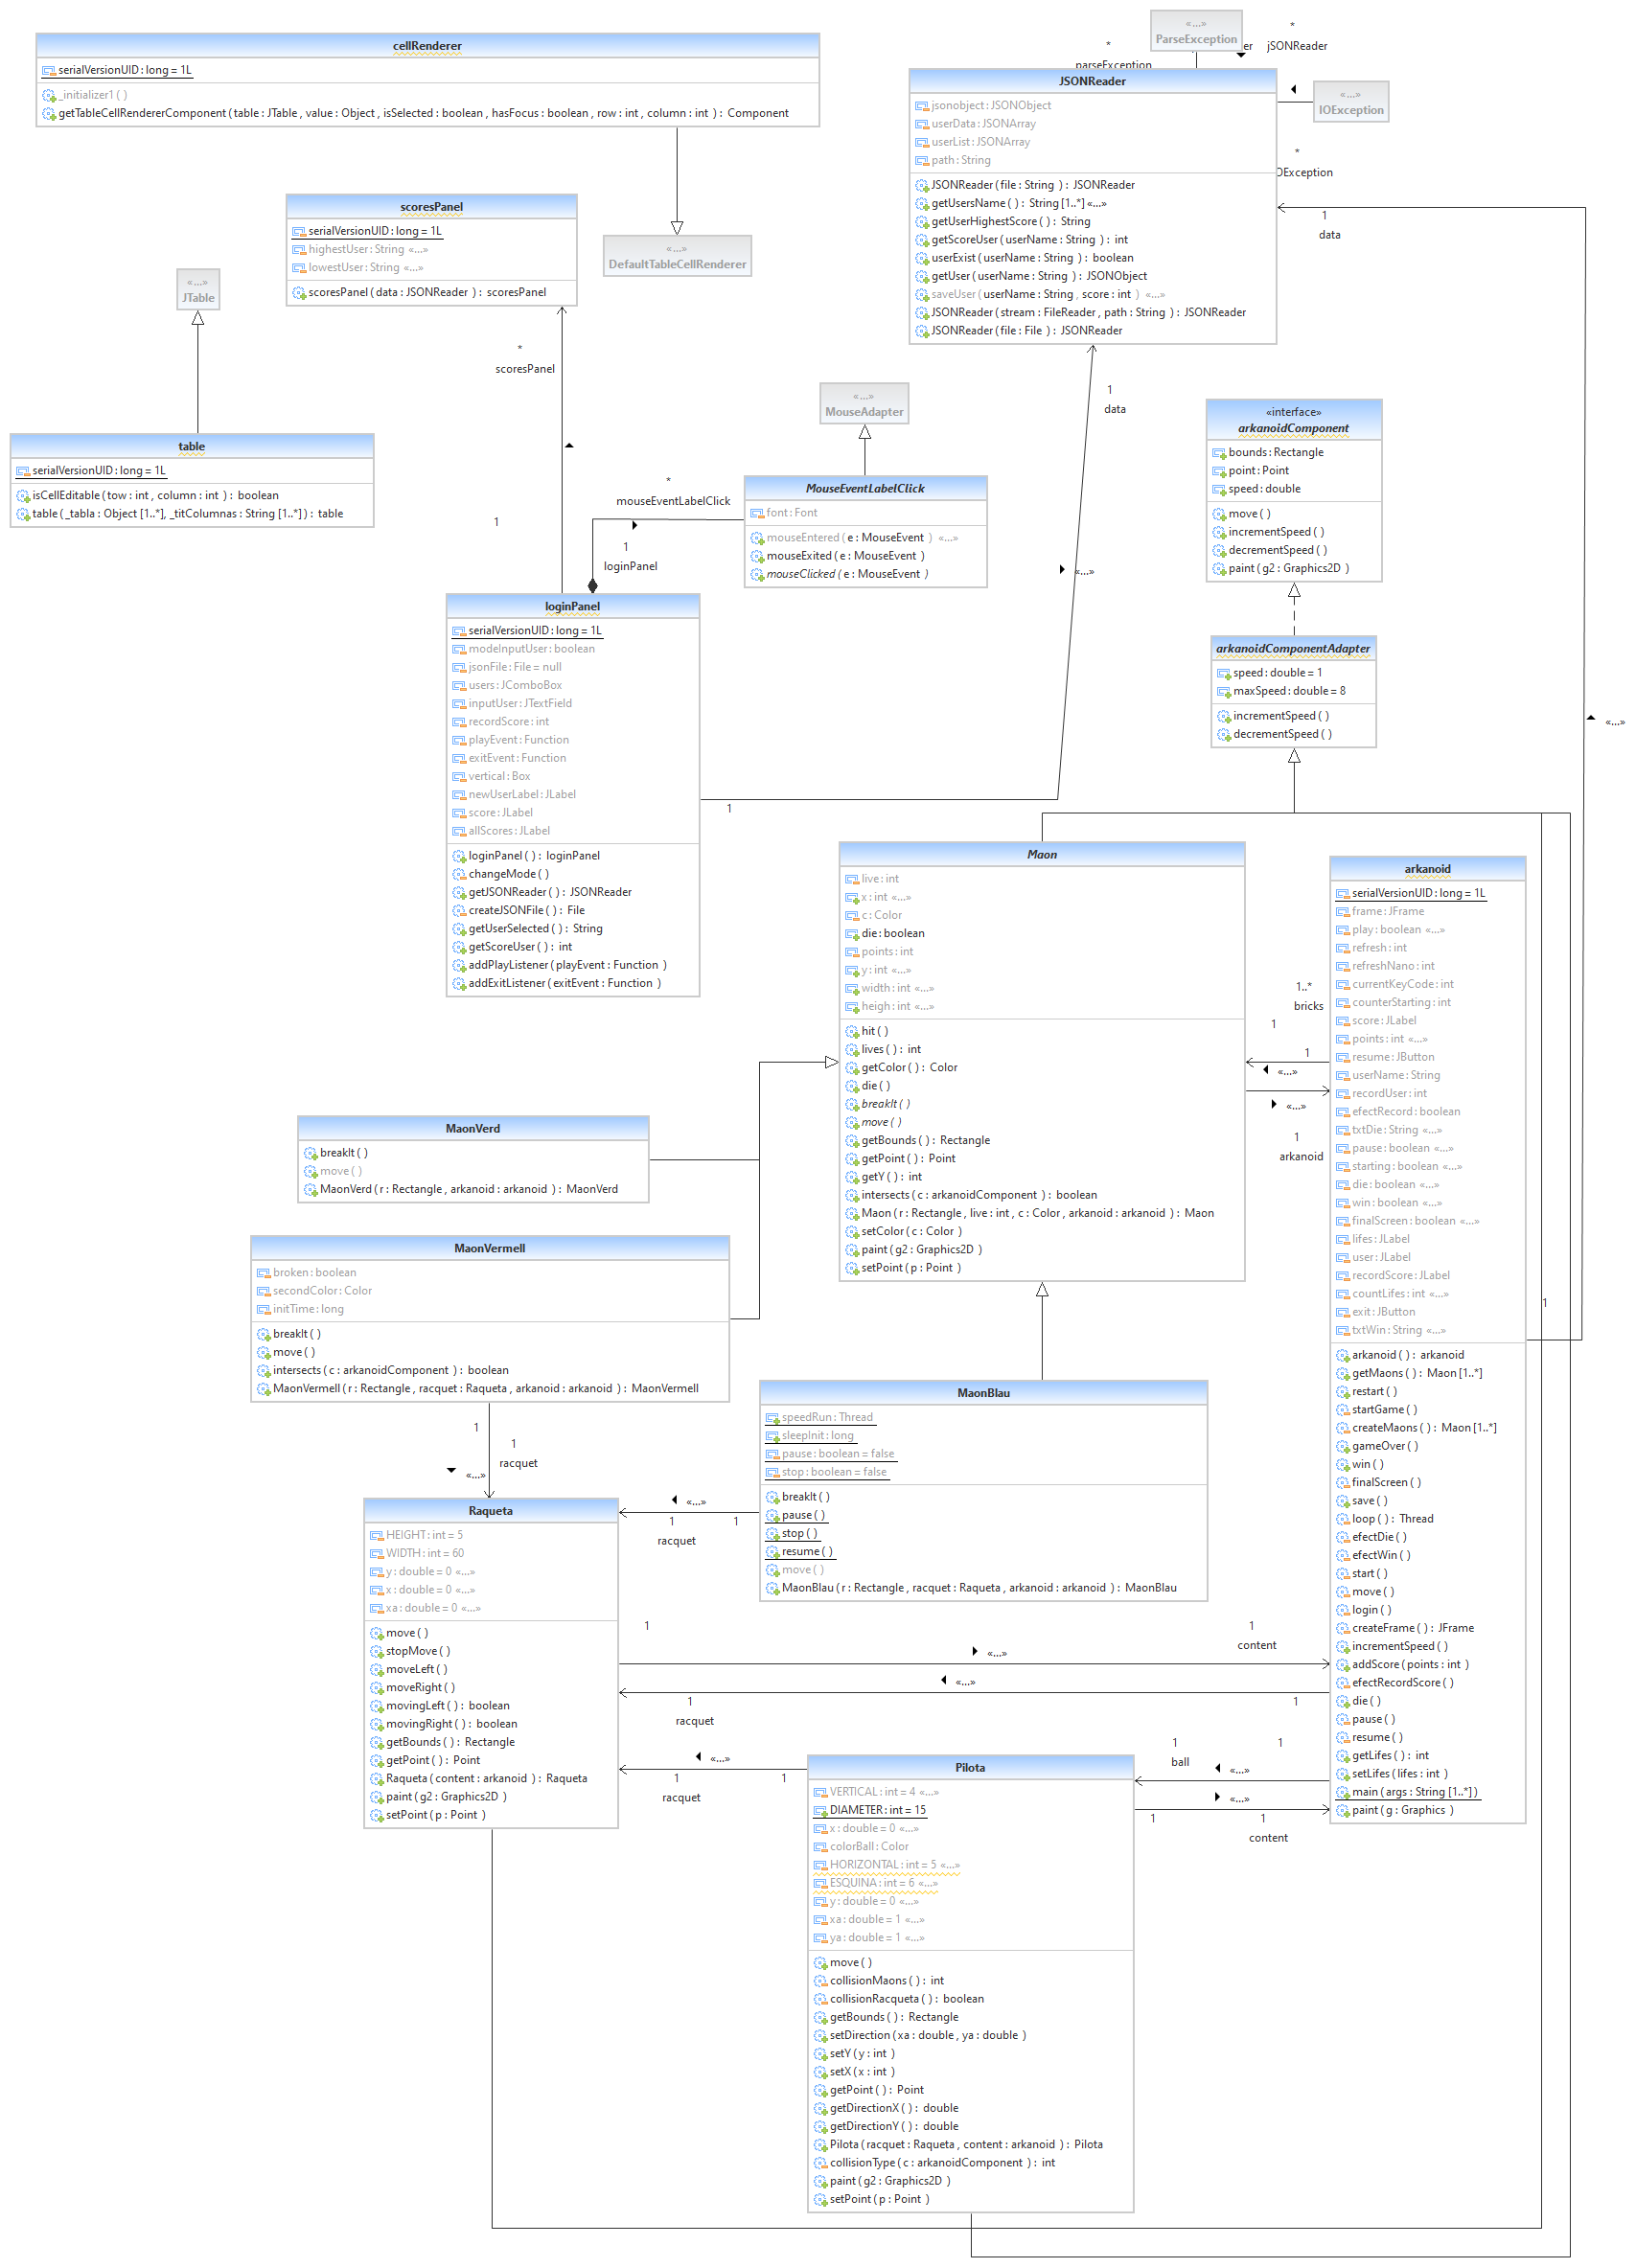 cellRenderer
serialVersionUID : long = 1L
_initializer1 ( )
getTableCellRendererComponent ( table : JTable , value : Object , isSelected : boolean , hasFocus : boolean , row : int , column : int ) : Component
«...»
DefaultTableCellRenderer
scoresPanel
serialVersionUID : long = 1L
highestUser : String «...»
lowestUser : String «...»
scoresPanel ( data : JSONReader ) : scoresPanel
«...»
JTable
table
serialVersionUID : long = 1L
isCellEditable ( tow : int , column : int ) : boolean
table ( _tabla : Object [1..*], _titColumnas : String [1..*] ) : table
*
scoresPanel
1
«...»
ParseException
*
jSONReader
*
parseException
«...»
IOException
*
JSONReader
jsonobject : JSONObject
userData : JSONArray
userList : JSONArray
path : String
JSONReader ( file : String ) : JSONReader
getUsersName ( ) : String [1..*] «...»
getUserHighestScore ( ) : String
getScoreUser ( userName : String ) : int
userExist ( userName : String ) : boolean
getUser ( userName : String ) : JSONObject
saveUser ( userName : String , score : int ) «...»
JSONReader ( stream : FileReader , path : String ) : JSONReader
JSONReader ( file : File ) : JSONReader
1
data
1
data
«...»
MouseAdapter
MouseEventLabelClick
font : Font
mouseEntered ( e : MouseEvent ) «...»
mouseExited ( e : MouseEvent )
mouseClicked ( e : MouseEvent )
*
mouseEventLabelClick
1
loginPanel
«...»
«interface»
arkanoidComponent
bounds : Rectangle
point : Point
speed : double
move ( )
incrementSpeed ( )
decrementSpeed ( )
paint ( g2 : Graphics2D )
arkanoidComponentAdapter
speed : double = 1
maxSpeed : double = 8
incrementSpeed ( )
decrementSpeed ( )
«...»
loginPanel
serialVersionUID : long = 1L
modeInputUser : boolean
jsonFile : File = null
users : JComboBox
inputUser : JTextField
recordScore : int
playEvent : Function
exitEvent : Function
vertical : Box
newUserLabel : JLabel
score : JLabel
allScores : JLabel
loginPanel ( ) : loginPanel
changeMode ( )
getJSONReader ( ) : JSONReader
createJSONFile ( ) : File
getUserSelected ( ) : String
getScoreUser ( ) : int
addPlayListener ( playEvent : Function )
addExitListener ( exitEvent : Function )
1
Maon
live : int
x : int «...»
c : Color
die : boolean
points : int
y : int «...»
width : int «...»
heigh : int «...»
hit ( )
lives ( ) : int
getColor ( ) : Color
die ( )
breakIt ( )
move ( )
getBounds ( ) : Rectangle
getPoint ( ) : Point
getY ( ) : int
intersects ( c : arkanoidComponent ) : boolean
Maon ( r : Rectangle , live : int , c : Color , arkanoid : arkanoid ) : Maon
setColor ( c : Color )
paint ( g2 : Graphics2D )
setPoint ( p : Point )
1..*
bricks
1
1
«...»
«...»
1
arkanoid
arkanoid
serialVersionUID : long = 1L
frame : JFrame
play : boolean «...»
refresh : int
refreshNano : int
currentKeyCode : int
counterStarting : int
score : JLabel
points : int «...»
resume : JButton
userName : String
recordUser : int
efectRecord : boolean
txtDie : String «...»
pause : boolean «...»
starting : boolean «...»
die : boolean «...»
win : boolean «...»
finalScreen : boolean «...»
lifes : JLabel
user : JLabel
recordScore : JLabel
countLifes : int «...»
exit : JButton
txtWin : String «...»
arkanoid ( ) : arkanoid
getMaons ( ) : Maon [1..*]
restart ( )
startGame ( )
createMaons ( ) : Maon [1..*]
gameOver ( )
win ( )
finalScreen ( )
save ( )
loop ( ) : Thread
efectDie ( )
efectWin ( )
start ( )
move ( )
login ( )
createFrame ( ) : JFrame
incrementSpeed ( )
addScore ( points : int )
efectRecordScore ( )
die ( )
pause ( )
resume ( )
getLifes ( ) : int
setLifes ( lifes : int )
main ( args : String [1..*] )
paint ( g : Graphics )
1
MaonVerd
breakIt ( )
move ( )
MaonVerd ( r : Rectangle , arkanoid : arkanoid ) : MaonVerd
MaonVermell
broken : boolean
secondColor : Color
initTime : long
breakIt ( )
move ( )
intersects ( c : arkanoidComponent ) : boolean
MaonVermell ( r : Rectangle , racquet : Raqueta , arkanoid : arkanoid ) : MaonVermell
1
1
racquet
«...»
MaonBlau
speedRun : Thread
sleepInit : long
pause : boolean = false
stop : boolean = false
breakIt ( )
pause ( )
stop ( )
resume ( )
move ( )
MaonBlau ( r : Rectangle , racquet : Raqueta , arkanoid : arkanoid ) : MaonBlau
«...»
1
1
racquet
Raqueta
HEIGHT : int = 5
WIDTH : int = 60
y : double = 0 «...»
x : double = 0 «...»
xa : double = 0 «...»
move ( )
stopMove ( )
moveLeft ( )
moveRight ( )
movingLeft ( ) : boolean
movingRight ( ) : boolean
getBounds ( ) : Rectangle
getPoint ( ) : Point
Raqueta ( content : arkanoid ) : Raqueta
paint ( g2 : Graphics2D )
setPoint ( p : Point )
1
1
content
«...»
«...»
1
racquet
1
«...»
1
racquet
1
1
ball
1
«...»
«...»
1
1
content
Pilota
VERTICAL : int = 4 «...»
DIAMETER : int = 15
x : double = 0 «...»
colorBall : Color
HORIZONTAL : int = 5 «...»
ESQUINA : int = 6 «...»
y : double = 0 «...»
xa : double = 1 «...»
ya : double = 1 «...»
move ( )
collisionMaons ( ) : int
collisionRacqueta ( ) : boolean
getBounds ( ) : Rectangle
setDirection ( xa : double , ya : double )
setY ( y : int )
setX ( x : int )
getPoint ( ) : Point
getDirectionX ( ) : double
getDirectionY ( ) : double
Pilota ( racquet : Raqueta , content : arkanoid ) : Pilota
collisionType ( c : arkanoidComponent ) : int
paint ( g2 : Graphics2D )
setPoint ( p : Point )